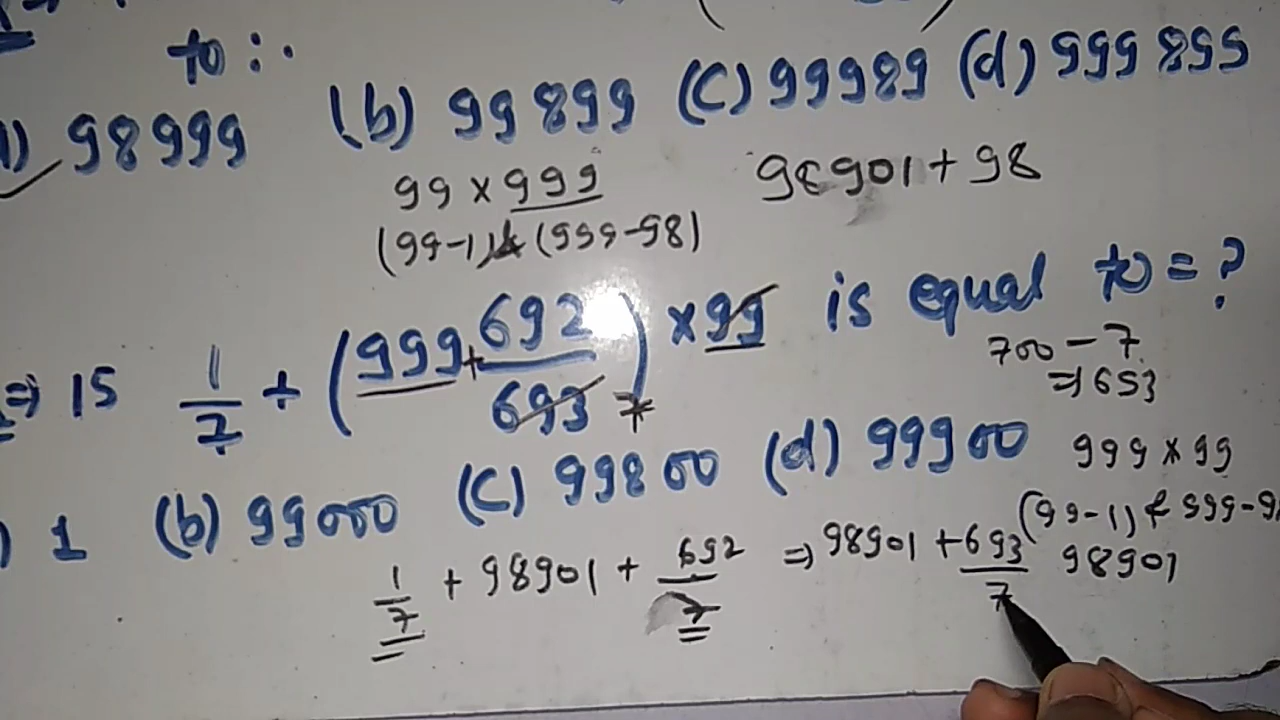 to :.
98999 (b) 99899 (c) 99989 (d) 999899
99 x 999 98901 + 98
(99-1) & (999-98)
⇒ 15 1/7 + (999 + 692/693 7) x 99 is equal to = ?
700 - 7
⇒ 693
) 1 (b) 99000 (c) 99800 (d) 99900
999 x 99
(99-1) & 999-9
1/7 + 98901 + 692/7 ⇒ 98901 + 693/7 98901